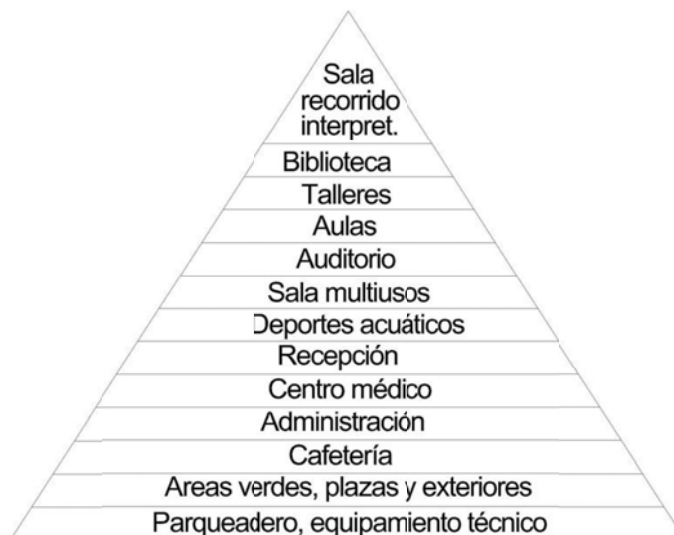 Sala
recorrido
interpret.
Biblioteca
Talleres
Aulas
Auditorio
Sala multiusos
Deportes acuáticos
Recepción
Centro médico
Administración
Cafetería
Areas verdes, plazas y exteriores
Parqueadero, equipamiento técnico